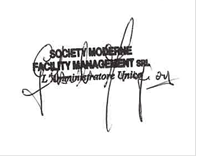 SOCIETY MODERNE
FACILITY MANAGEMENT SRL
L'Amministratore Unico